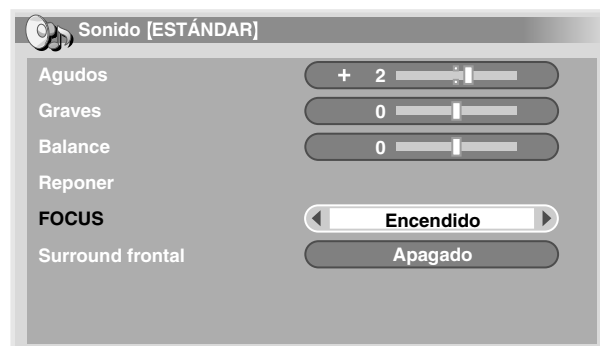 Sonido [ESTÁNDAR]
Agudos + 2
Graves 0
Balance 0
Reponer
FOCUS Encendido
Surround frontal Apagado